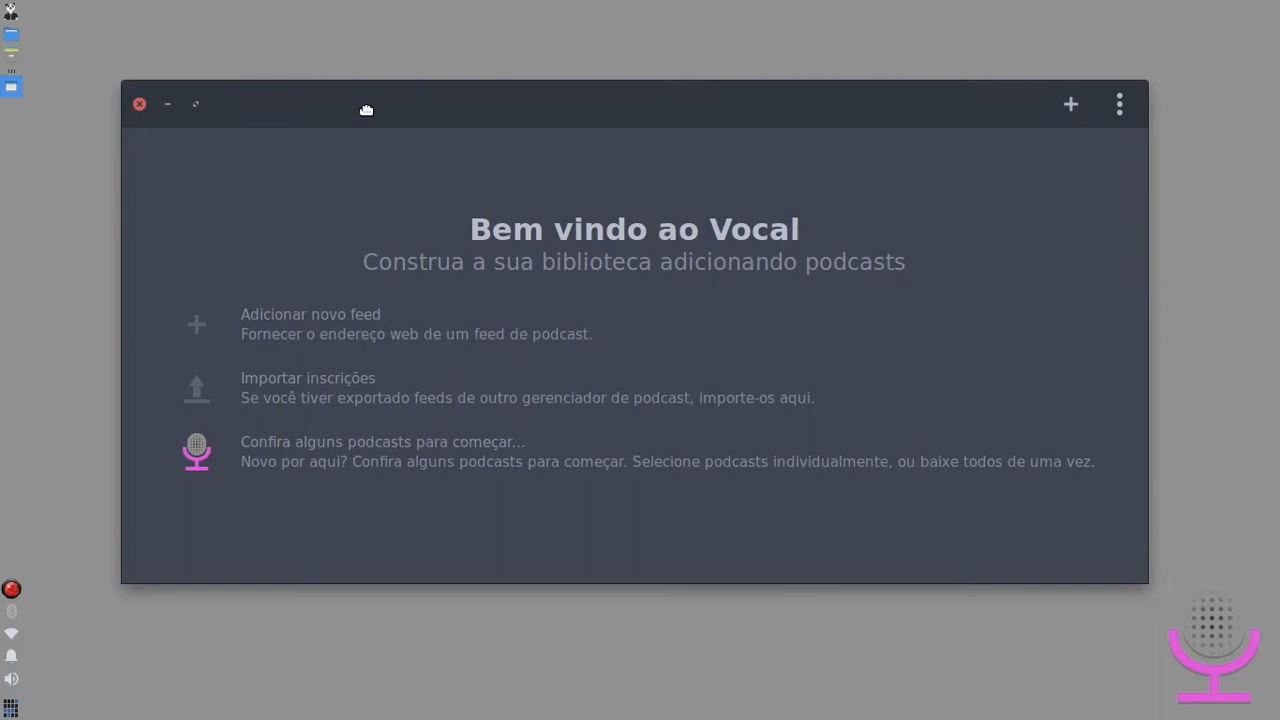 Bem vindo ao Vocal
Construa a sua biblioteca adicionando podcasts
Adicionar novo feed
Fornecer o endereço web de um feed de podcast.
Importar inscrições
Se você tiver exportado feeds de outro gerenciador de podcast, importe-os aqui.
Confira alguns podcasts para começar...
Novo por aqui? Confira alguns podcasts para começar. Selecione podcasts individualmente, ou baixe todos de uma vez.